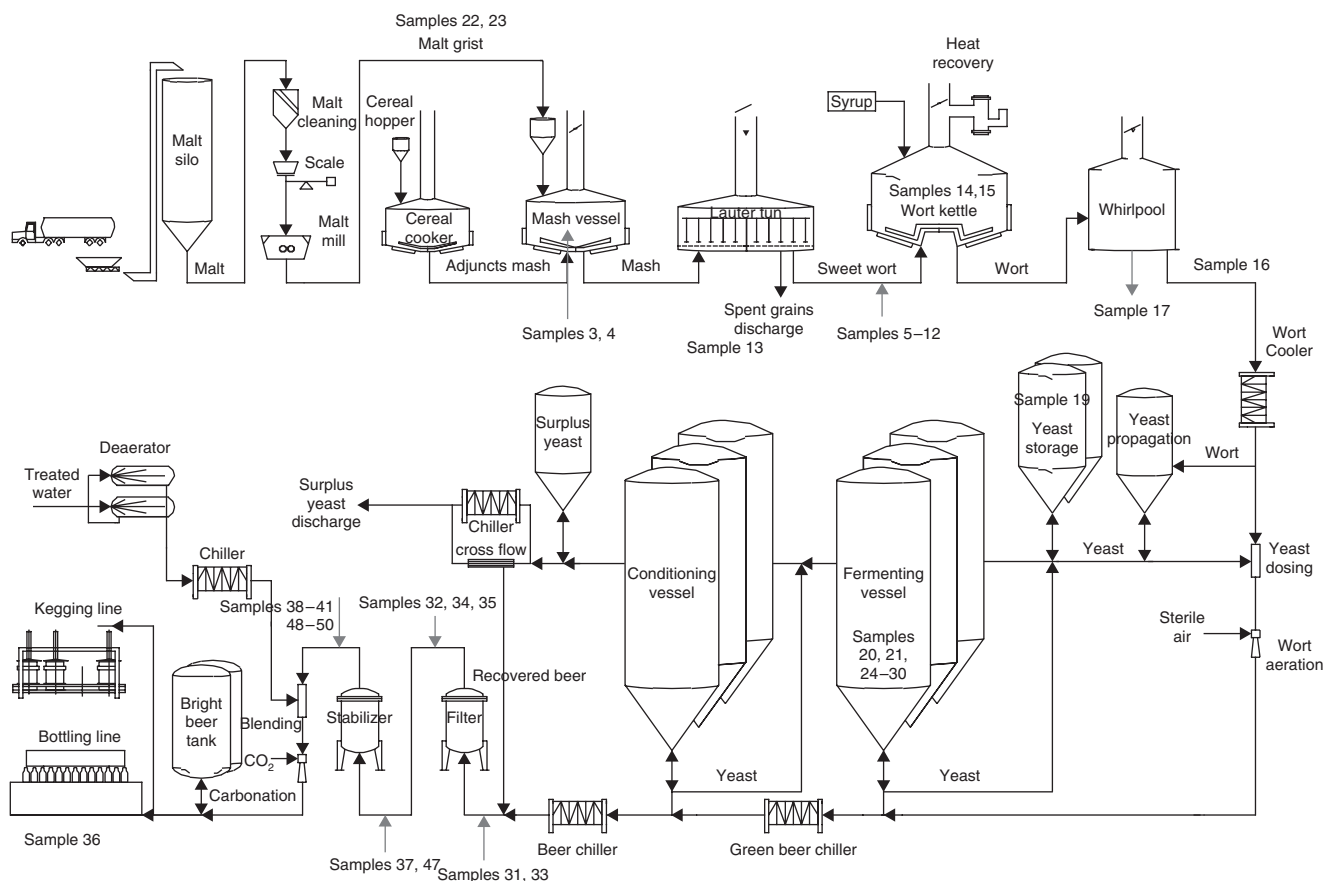 Samples 22, 23
Malt grist
Heat
recovery
Malt
cleaning
Cereal
hopper
Syrup
Malt
silo
Scale
Samples 14,15
Wort kettle
Malt
mill
Cereal
cooker
Mash vessel
Lauter tun
Whirlpool
Malt
Adjuncts mash
Mash
Sweet wort
Wort
Sample 16
Spent grains
discharge
Sample 13
Samples 3, 4
Samples 5–12
Sample 17
Wort
Cooler
Sample 19
Yeast
storage
Yeast
propagation
Surplus
yeast
Wort
Deaerator
Treated
water
Surplus
yeast
discharge
Chiller
cross flow
Chiller
Conditioning
vessel
Fermenting
vessel
Samples
20, 21,
24–30
Yeast
Yeast
dosing
Samples 38–41
48–50
Samples 32, 34, 35
Kegging line
Sterile
air
Wort
aeration
Recovered beer
Bright
beer
tank
Blending
Stabilizer
Filter
Bottling line
CO2
Carbonation
Yeast
Yeast
Sample 36
Samples 37, 47
Samples 31, 33
Beer chiller
Green beer chiller